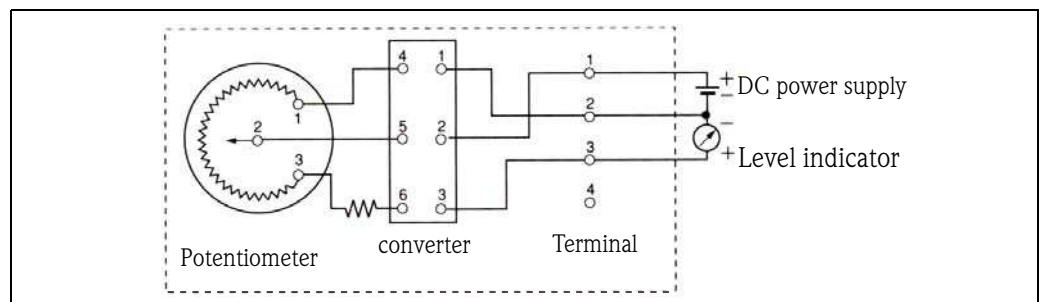 4 1
1
+
DC power supply
−
1
2
−
2
5 2
3
+
Level indicator
3
4
6 3
converter
Terminal
Potentiometer